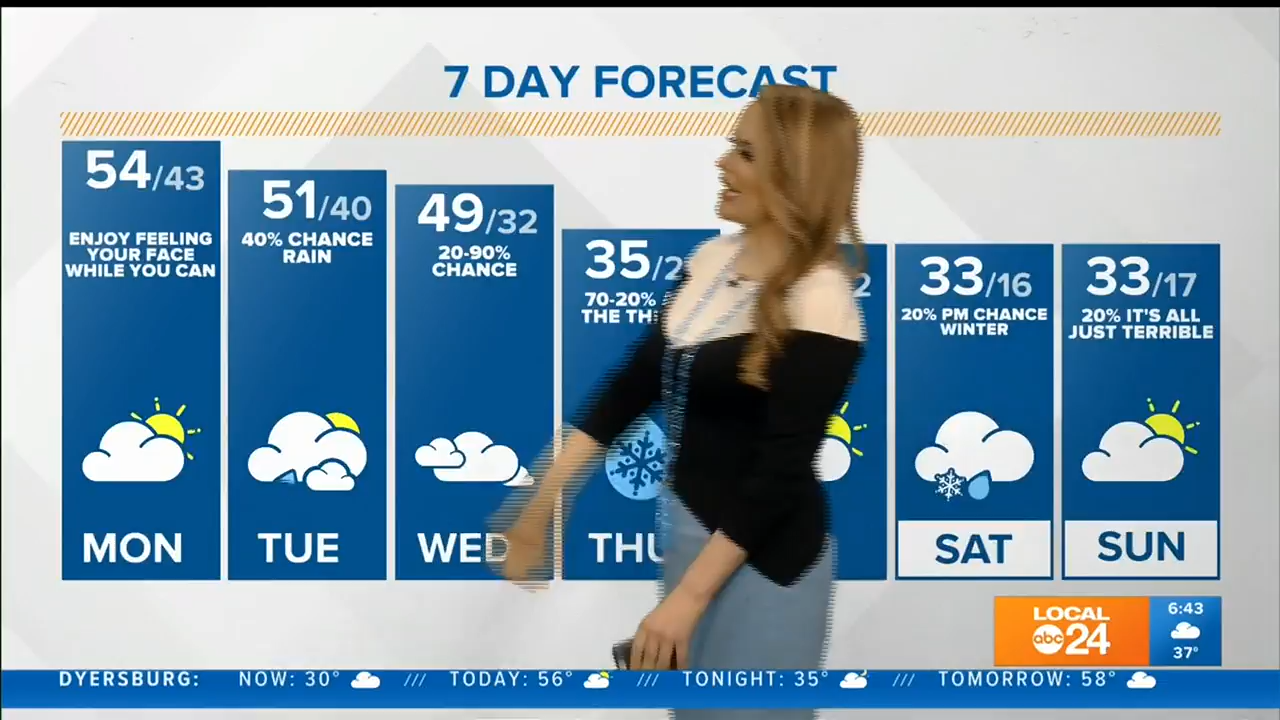 7 DAY FORECAST
54/43
ENJOY FEELING
YOUR FACE
WHILE YOU CAN
MON
51/40
40% CHANCE
RAIN
TUE
49/32
20-90%
CHANCE
WED
35/2
70-20%
THE TH
THU
2
33/16
20% PM CHANCE
WINTER
SAT
33/17
20% IT'S ALL
JUST TERRIBLE
SUN
LOCAL
abc 24
6:43
37°
DYERSBURG: NOW: 30° /// TODAY: 56° /// TONIGHT: 35° /// TOMORROW: 58°